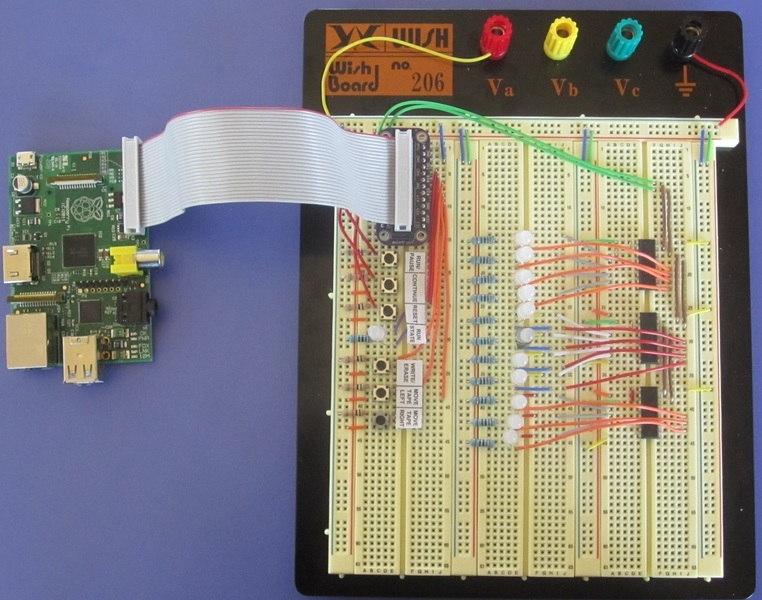 WISH
Wish
Board no. 206
Va Vb Vc
RUN/
PAUSE
CONTINUE
RESET
RUN
STATE
WRITE/
ERASE
MOVE
TAPE
LEFT
MOVE
TAPE
RIGHT